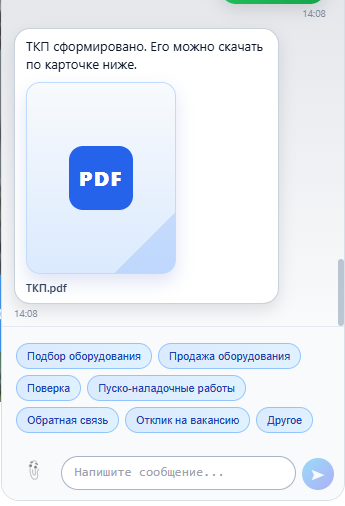 14:08
ТКП сформировано. Его можно скачать
по карточке ниже.
PDF
ТКП.pdf
14:08
Подбор оборудования
Продажа оборудования
Поверка
Пуско-наладочные работы
Обратная связь
Отклик на вакансию
Другое
Напишите сообщение...